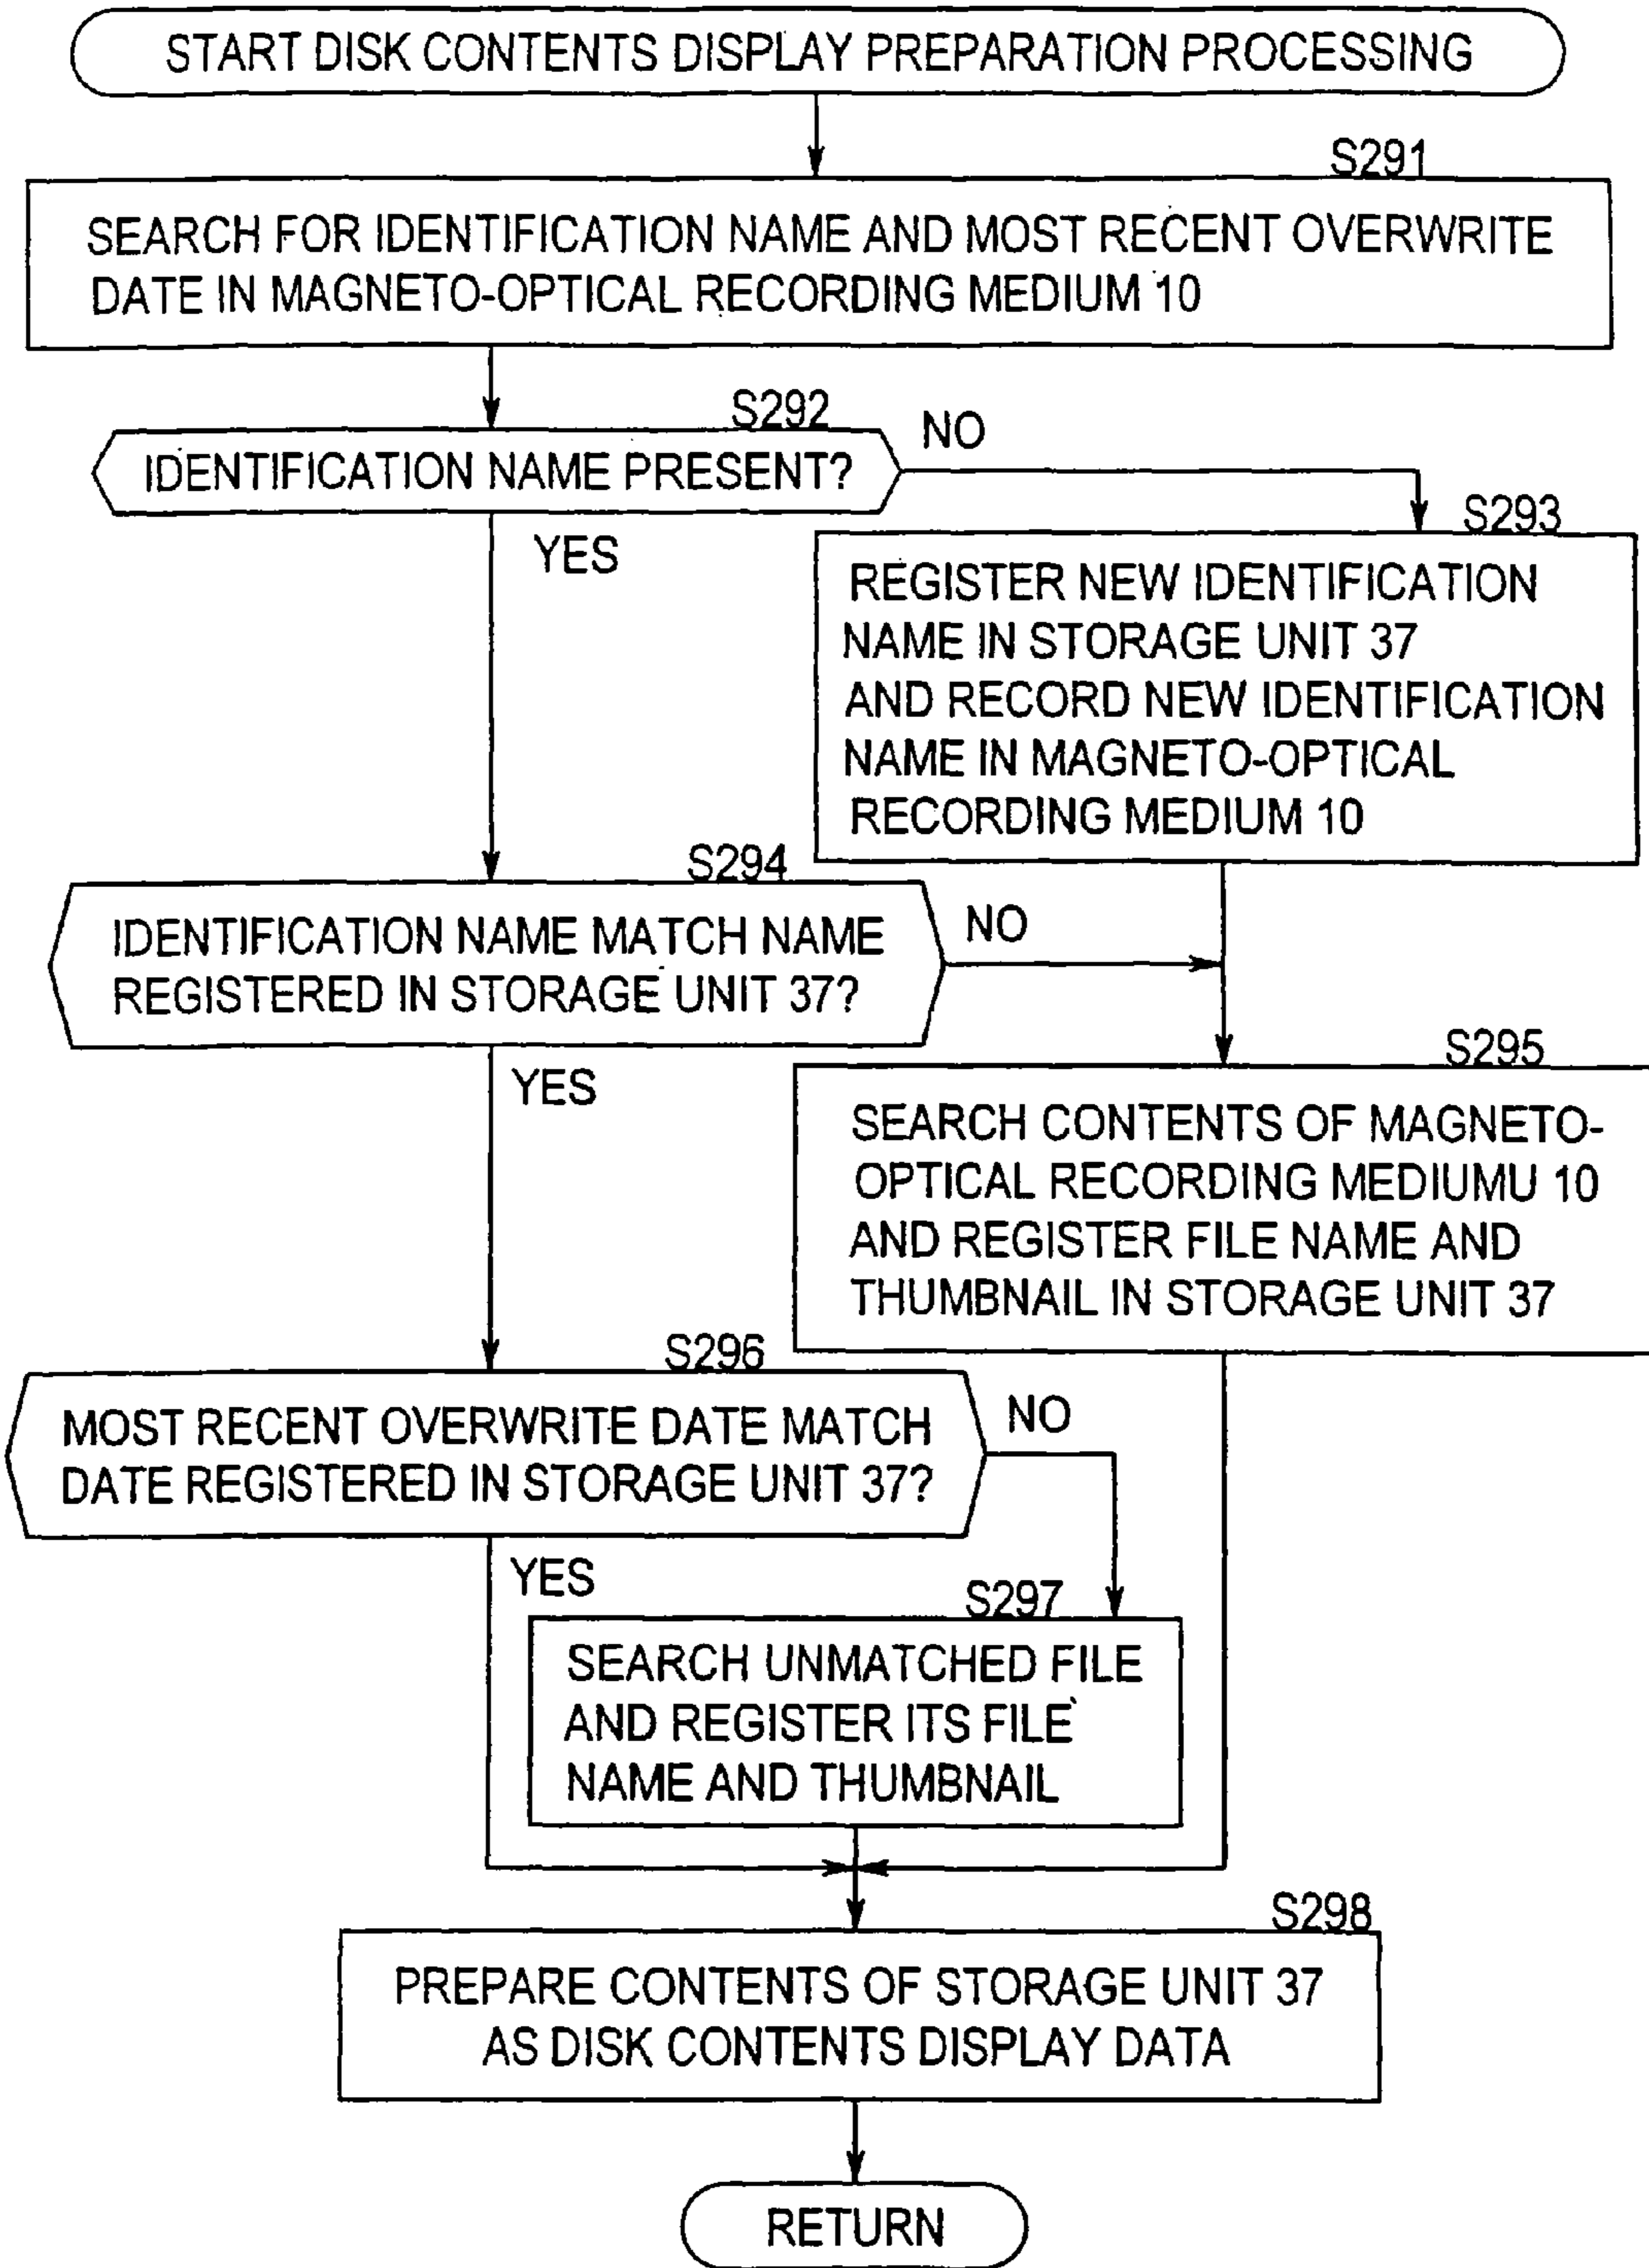 START DISK CONTENTS DISPLAY PREPARATION PROCESSING
S291
SEARCH FOR IDENTIFICATION NAME AND MOST RECENT OVERWRITE
DATE IN MAGNETO-OPTICAL RECORDING MEDIUM 10
S292
NO
IDENTIFICATION NAME PRESENT?
YES
S293
REGISTER NEW IDENTIFICATION
NAME IN STORAGE UNIT 37
AND RECORD NEW IDENTIFICATION
NAME IN MAGNETO-OPTICAL
RECORDING MEDIUM 10
S294
IDENTIFICATION NAME MATCH NAME
REGISTERED IN STORAGE UNIT 37?
NO
YES
S295
SEARCH CONTENTS OF MAGNETO-
OPTICAL RECORDING MEDIUMU 10
AND REGISTER FILE NAME AND
THUMBNAIL IN STORAGE UNIT 37
S296
MOST RECENT OVERWRITE DATE MATCH
DATE REGISTERED IN STORAGE UNIT 37?
NO
YES
S297
SEARCH UNMATCHED FILE
AND REGISTER ITS FILE
NAME AND THUMBNAIL
S298
PREPARE CONTENTS OF STORAGE UNIT 37
AS DISK CONTENTS DISPLAY DATA
RETURN